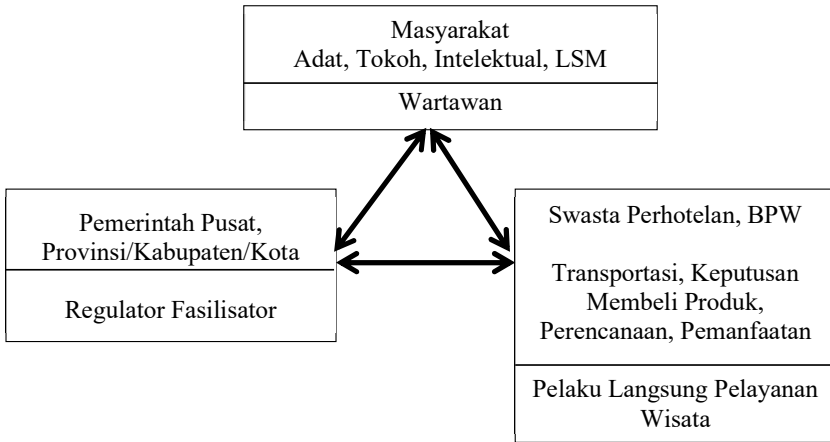 Masyarakat
Adat, Tokoh, Intelektual, LSM
Wartawan
Pemerintah Pusat,
Provinsi/Kabupaten/Kota
Regulator Fasilisator
Swasta Perhotelan, BPW
Transportasi, Keputusan
Membeli Produk,
Perencanaan, Pemanfaatan
Pelaku Langsung Pelayanan
Wisata